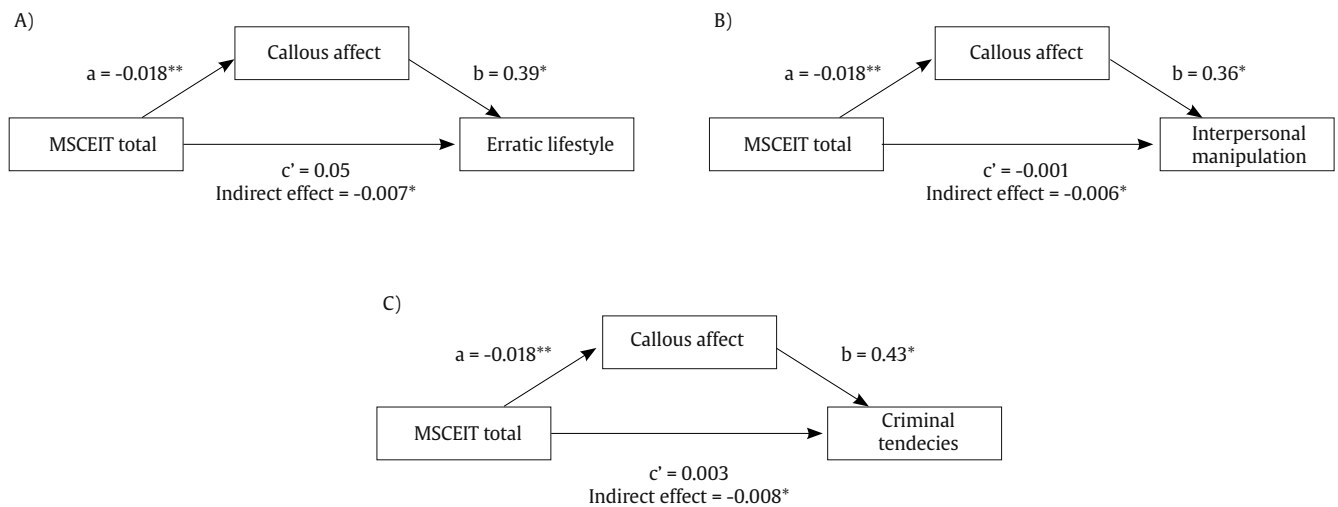 A)
Callous affect
a = -0.018**
b = 0.39*
MSCEIT total
Erratic lifestyle
c’ = 0.05
Indirect effect = -0.007*
B)
Callous affect
a = -0.018**
b = 0.36*
MSCEIT total
Interpersonal
manipulation
c’ = -0.001
Indirect effect = -0.006*
C)
Callous affect
a = -0.018**
b = 0.43*
MSCEIT total
Criminal
tendecies
c’ = 0.003
Indirect effect = -0.008*